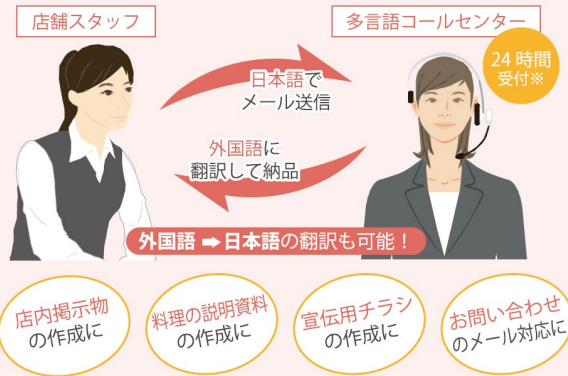 店舗スタッフ
多言語コールセンター
24時間
受付※
日本語で
メール送信
外国語に
翻訳して納品
外国語➡日本語の翻訳も可能！
店内掲示物
の作成に
料理の説明資料
の作成に
宣伝用チラシ
の作成に
お問い合わせ
のメール対応に